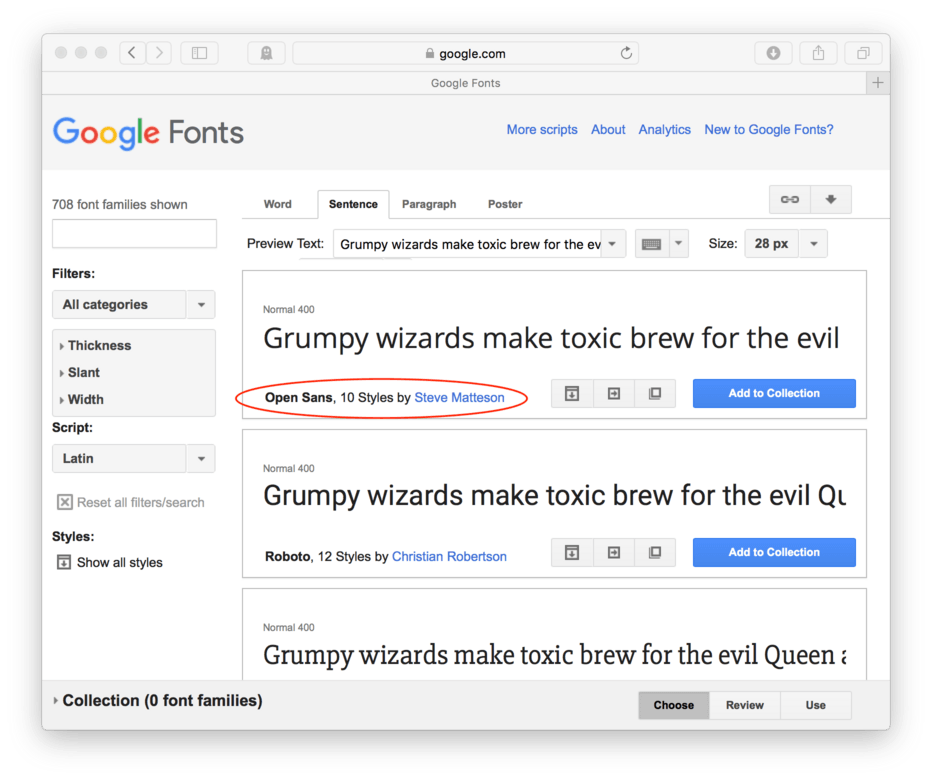 google.com
Google Fonts
Google Fonts
More scripts About Analytics New to Google Fonts?
708 font families shown
Word Sentence Paragraph Poster
Preview Text: Grumpy wizards make toxic brew for the ev Size: 28 px
Filters:
All categories
Thickness
Slant
Width
Script:
Latin
Reset all filters/search
Styles:
Show all styles
Normal 400
Grumpy wizards make toxic brew for the evil
Open Sans, 10 Styles by Steve Matteson Add to Collection
Normal 400
Grumpy wizards make toxic brew for the evil Qu
Roboto, 12 Styles by Christian Robertson Add to Collection
Normal 400
Grumpy wizards make toxic brew for the evil Queen a
Collection (0 font families) Choose Review Use